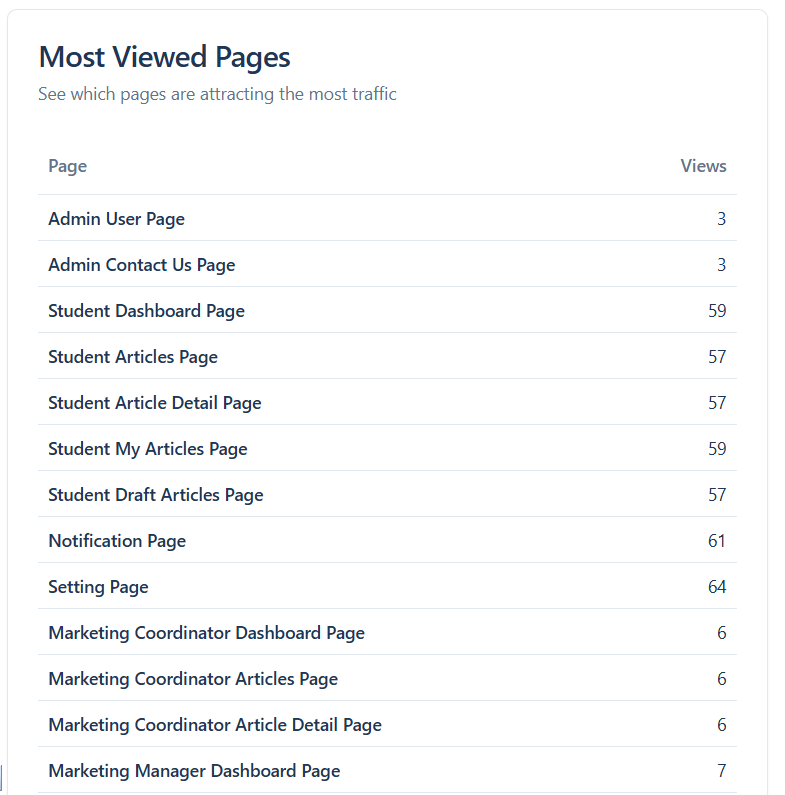 Most Viewed Pages
See which pages are attracting the most traffic
Page Views
Admin User Page 3
Admin Contact Us Page 3
Student Dashboard Page 59
Student Articles Page 57
Student Article Detail Page 57
Student My Articles Page 59
Student Draft Articles Page 57
Notification Page 61
Setting Page 64
Marketing Coordinator Dashboard Page 6
Marketing Coordinator Articles Page 6
Marketing Coordinator Article Detail Page 6
Marketing Manager Dashboard Page 7